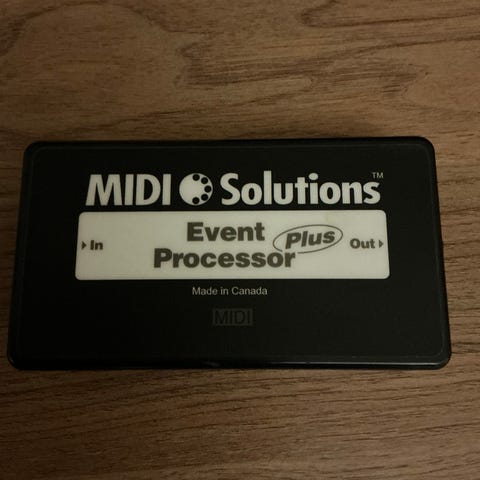 MIDI Solutions™
Event
Processor Plus
In
Out
Made in Canada
MIDI